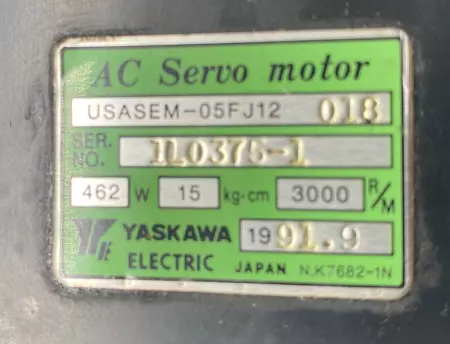 AC Servo motor
USASEM-05FJ12 018
SER. NO. 1L0375-1
462 W 15 kg-cm 3000 R/M
YASKAWA 1991.9
ELECTRIC JAPAN N.K7682-1N